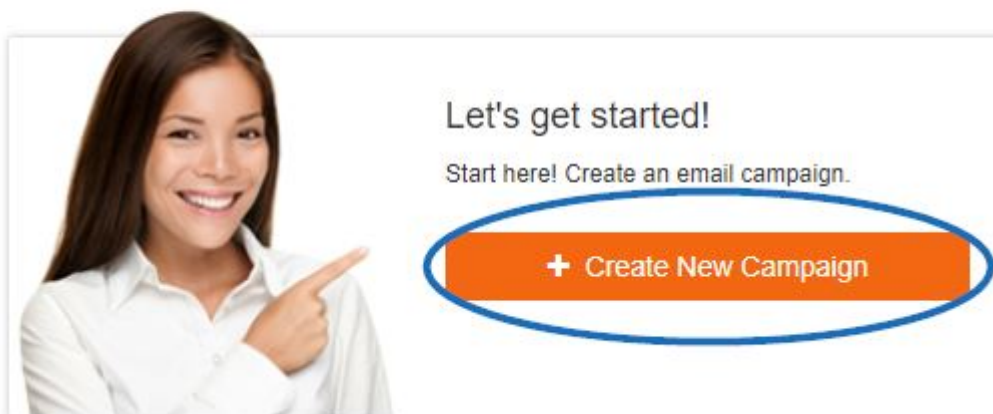 Let's get started!
Start here! Create an email campaign.
+ Create New Campaign